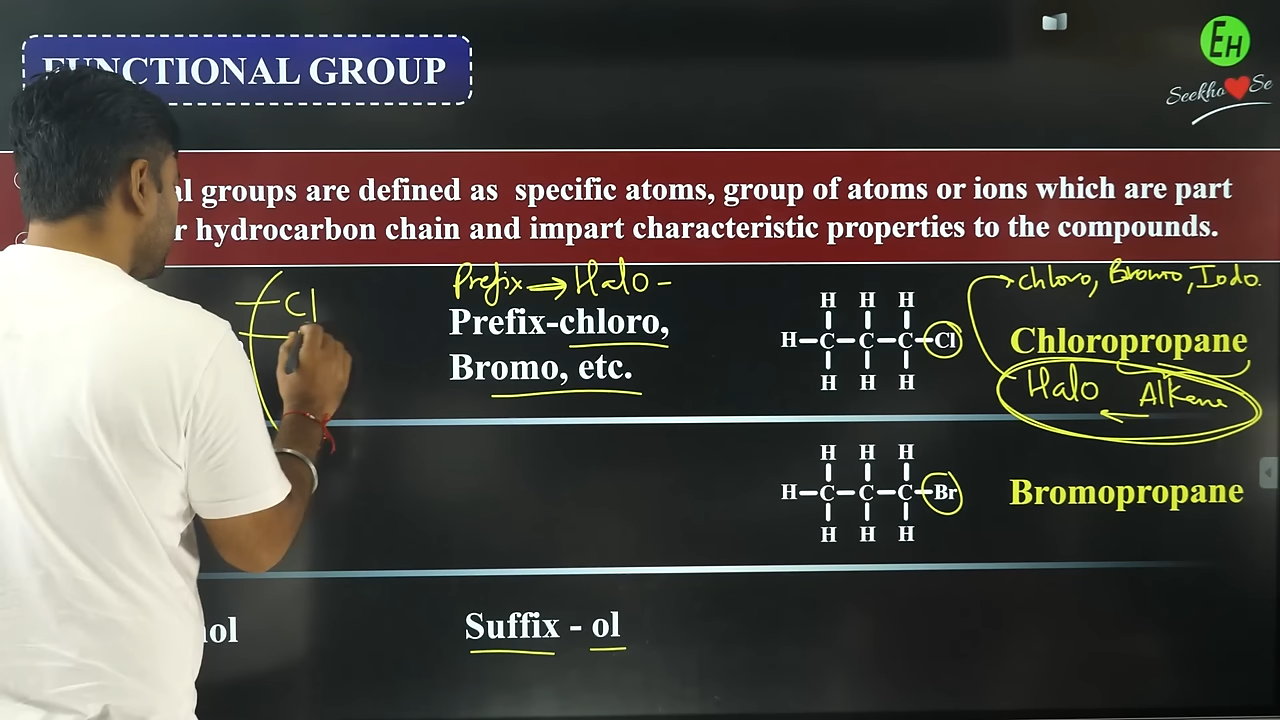 EH
Seekho Se
FUNCTIONAL GROUP
al groups are defined as specific atoms, group of atoms or ions which are part
r hydrocarbon chain and impart characteristic properties to the compounds.
Cl
Prefix → Halo -
Prefix-chloro,
Bromo, etc.
H H H
H-C-C-C-Cl
H H H
chloro, Bromo, Iodo.
Chloropropane
Halo ← Alkane
H H H
H-C-C-C-Br
H H H
Bromopropane
ol
Suffix - ol